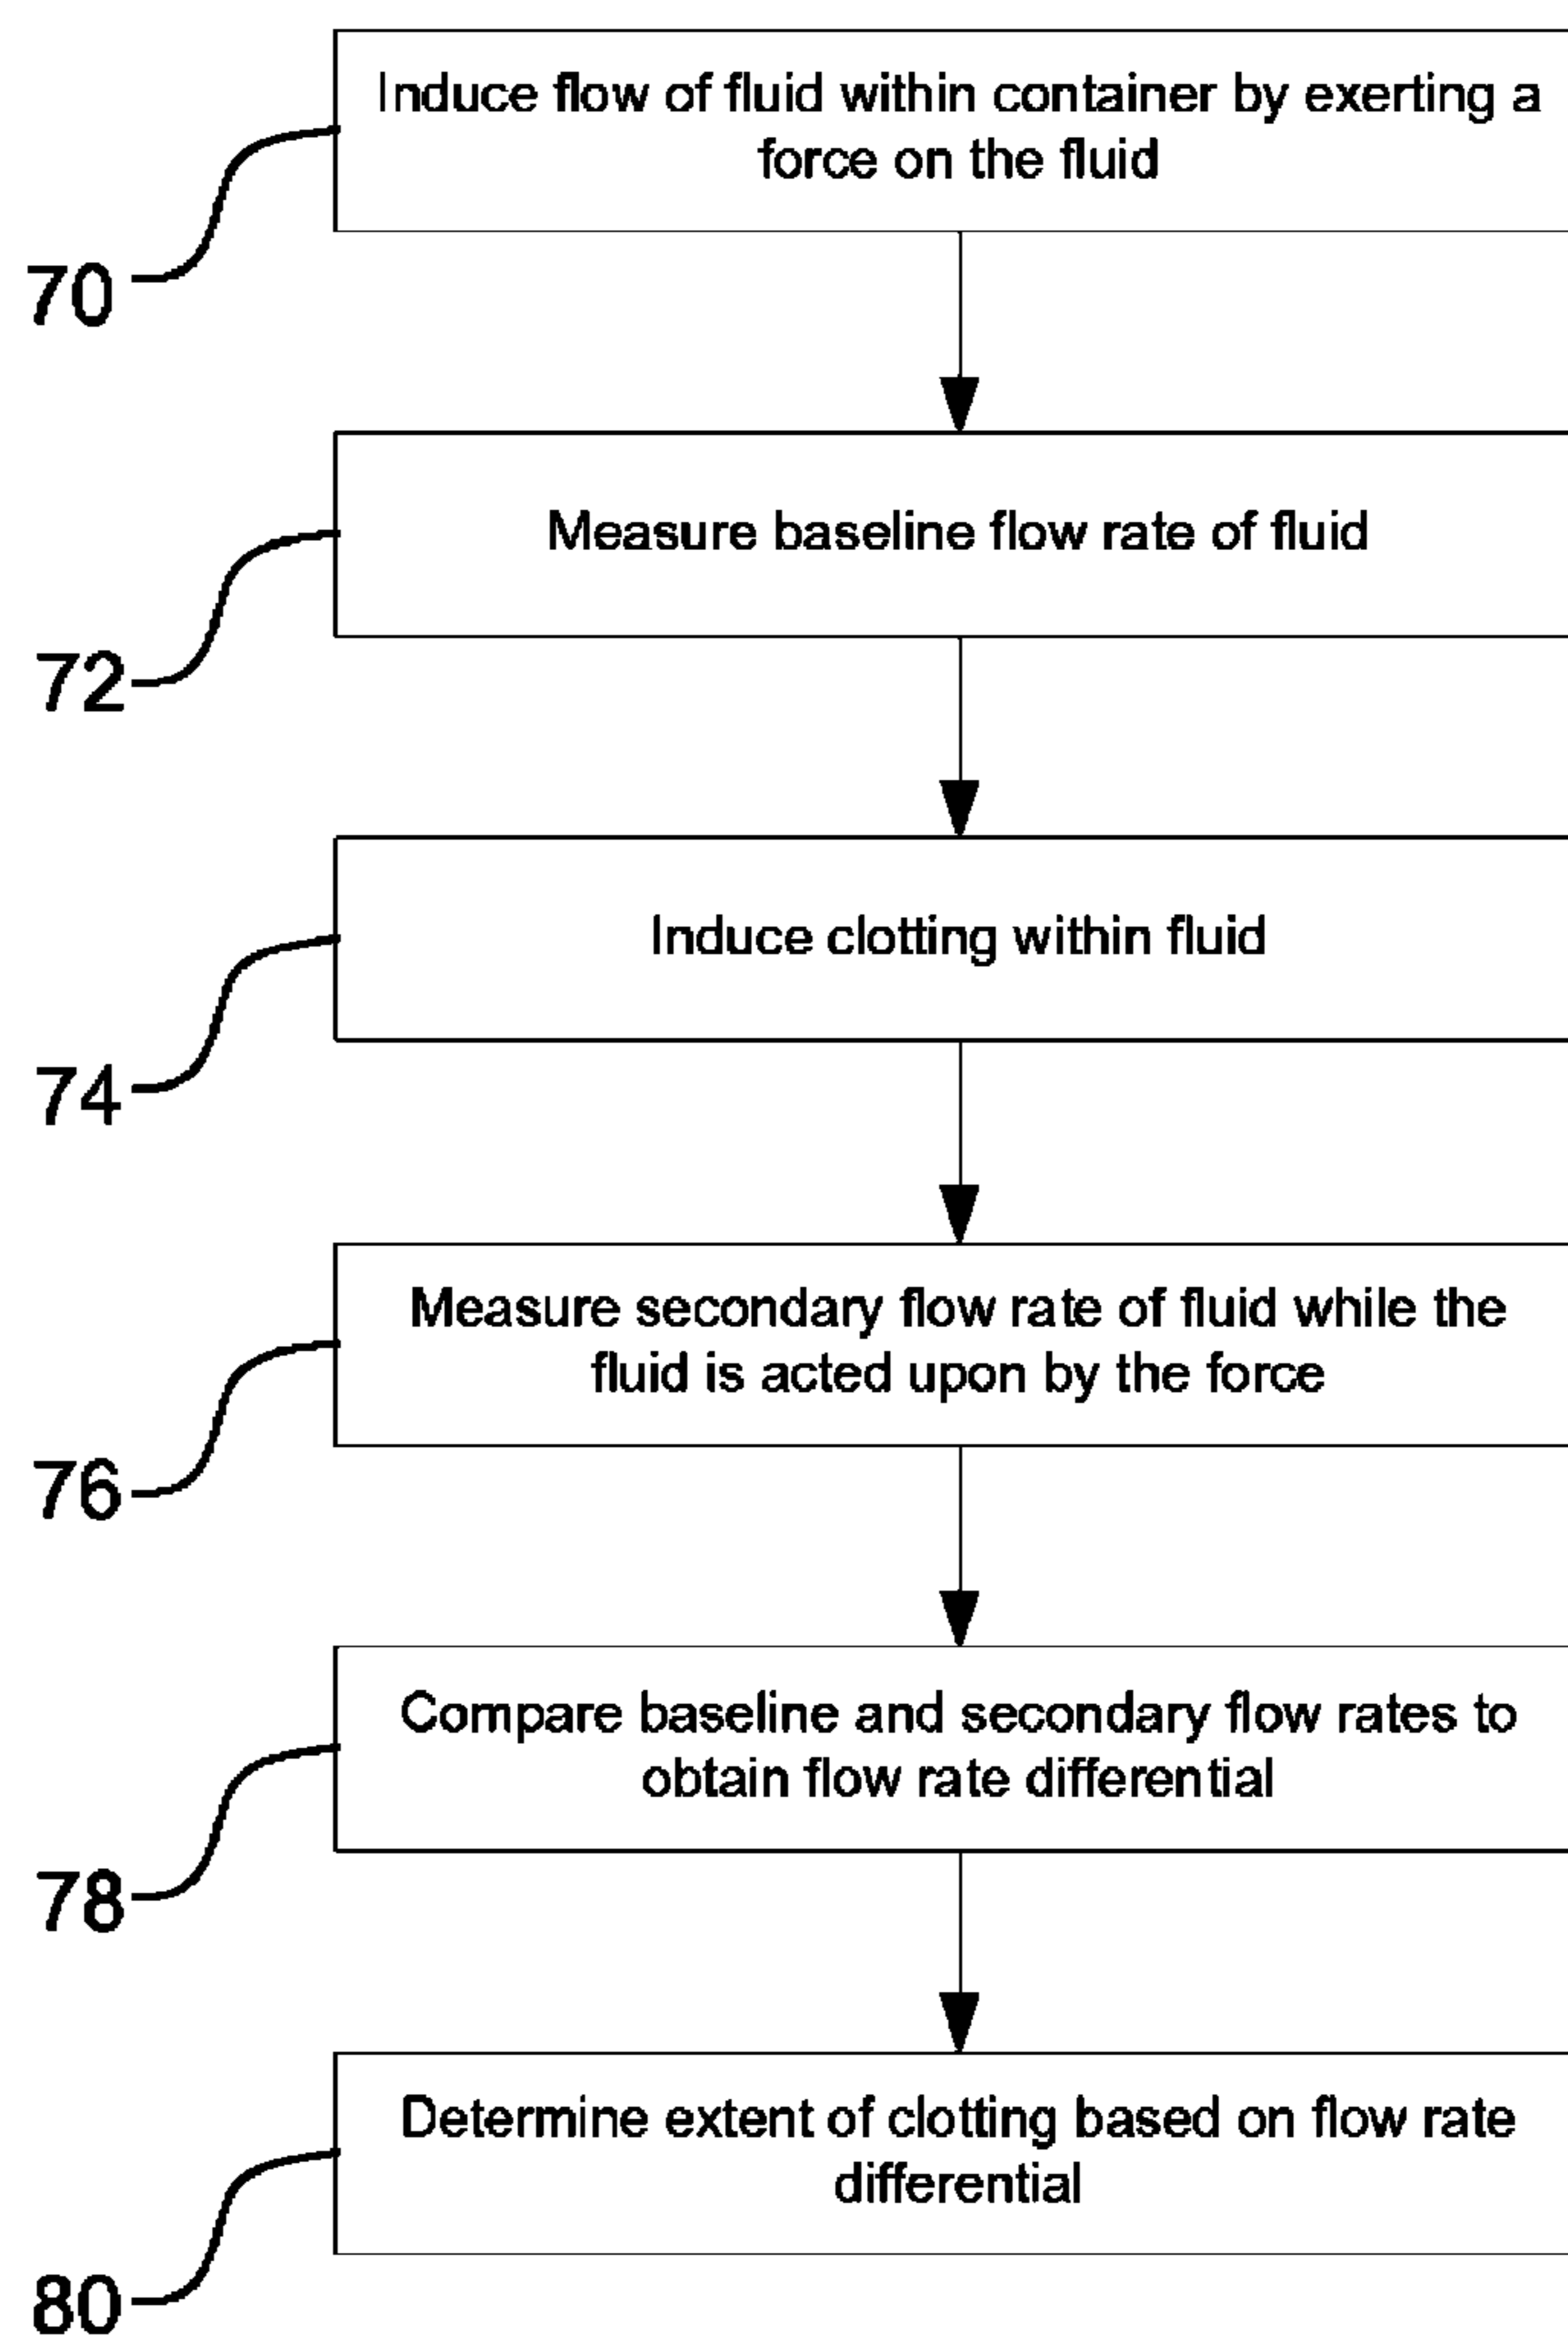 Induce flow of fluid within container by exerting a
force on the fluid
70
Measure baseline flow rate of fluid
72
Induce clotting within fluid
74
Measure secondary flow rate of fluid while the
fluid is acted upon by the force
76
Compare baseline and secondary flow rates to
obtain flow rate differential
78
Determine extent of clotting based on flow rate
differential
80